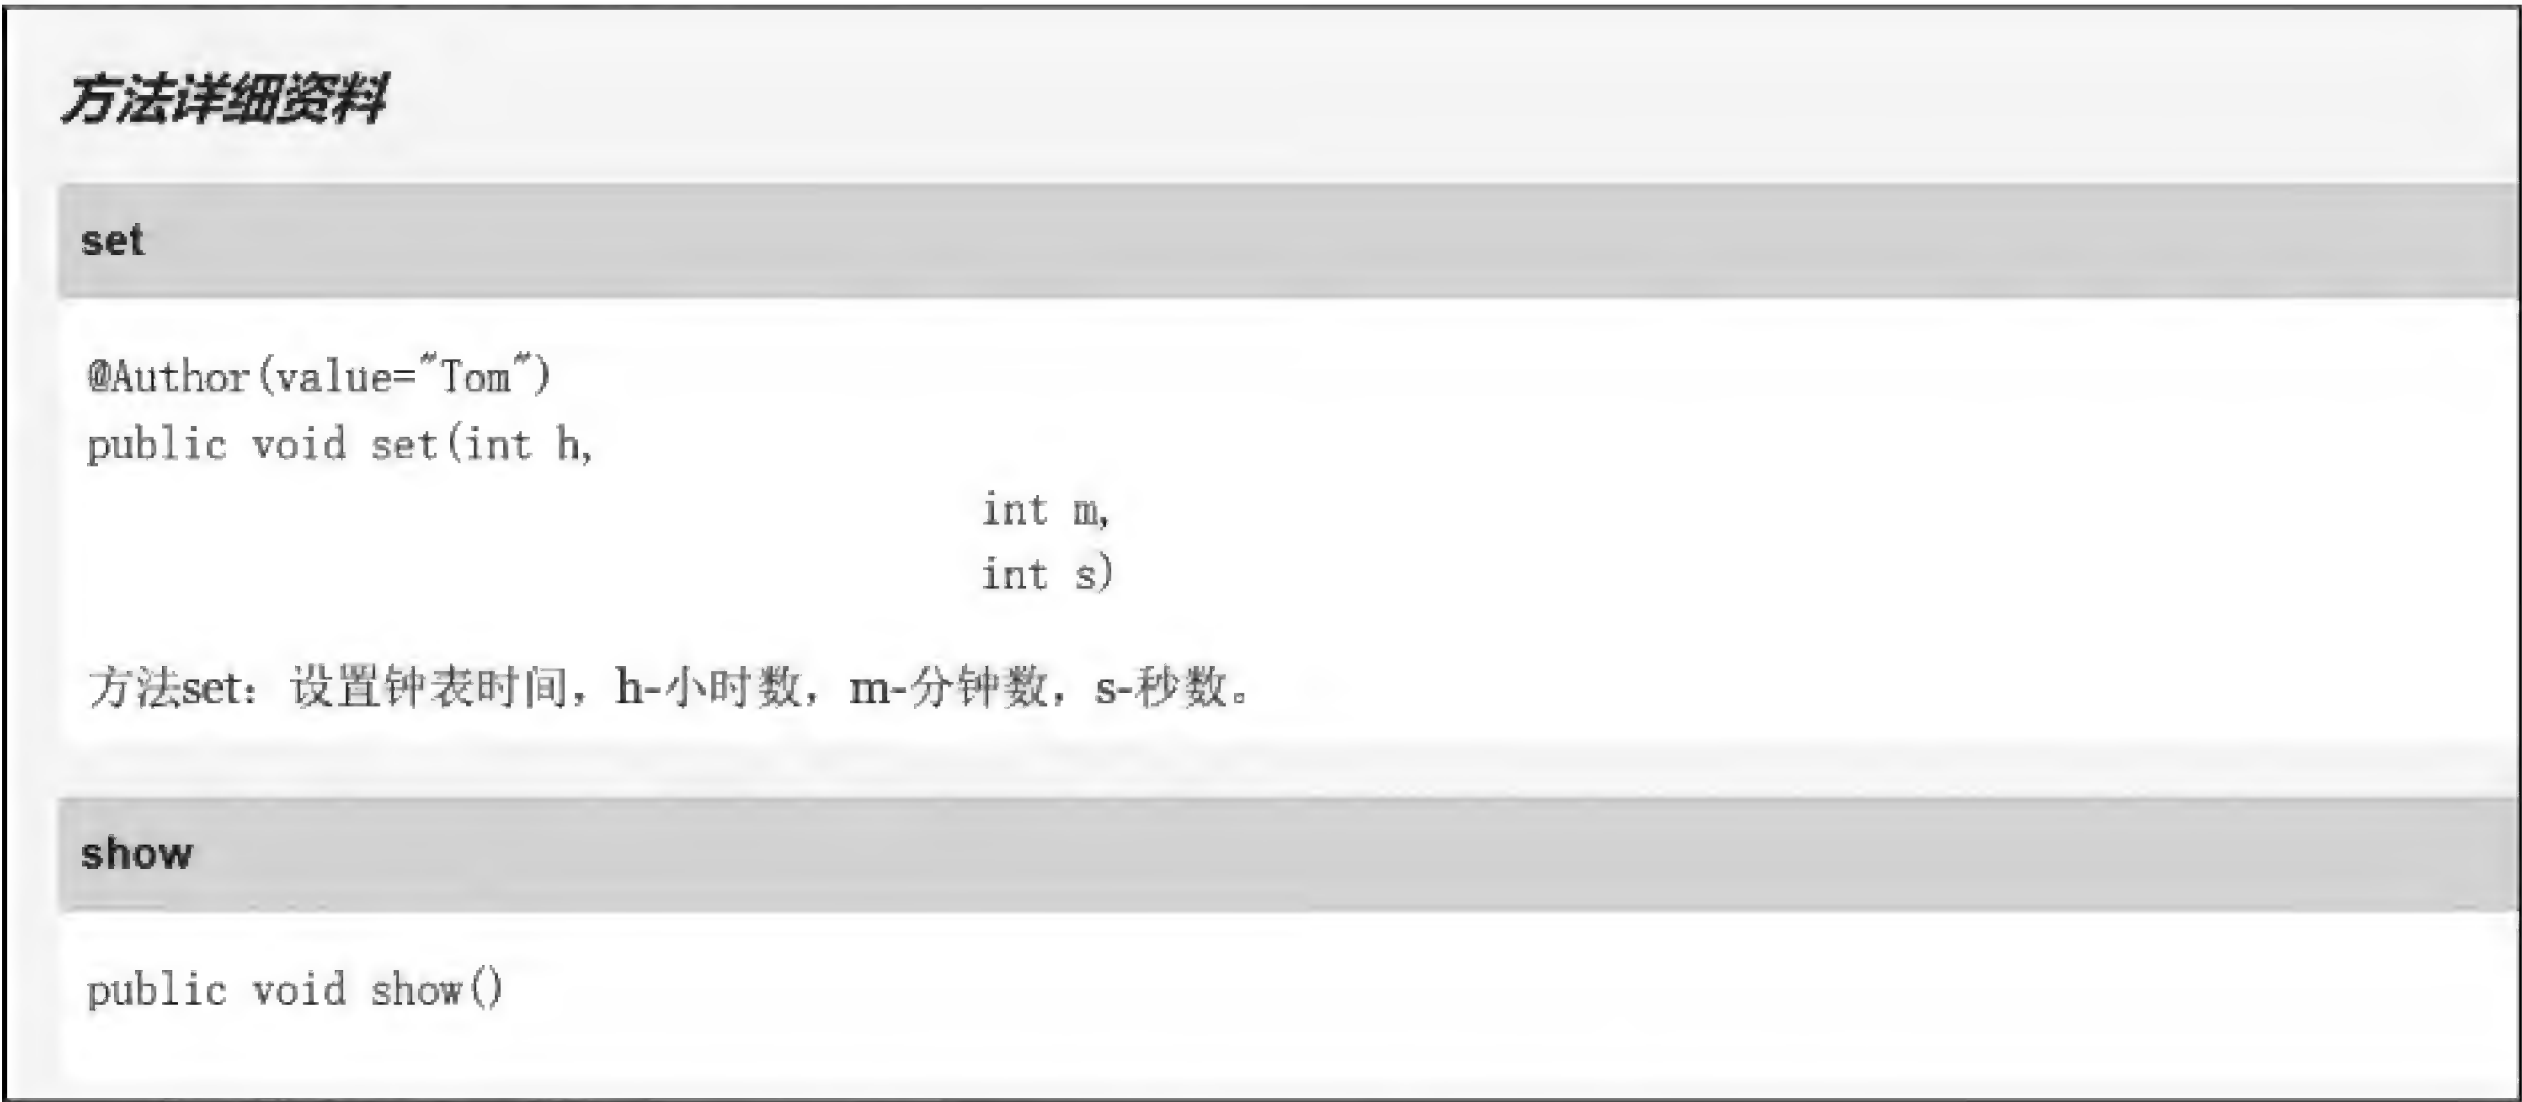 方法详细资料
set
@Author(value="Tom")
public void set(int h,
int m,
int s)
方法set：设置钟表时间，h-小时数，m-分钟数，s-秒数。
show
public void show()